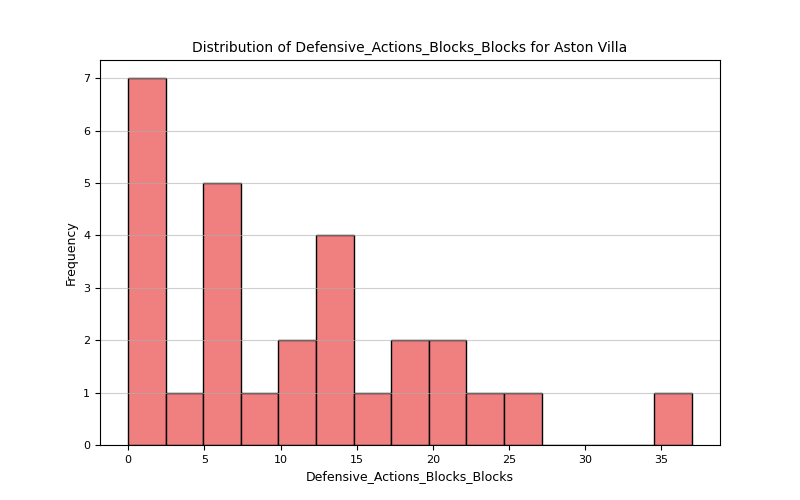 Distribution of Defensive_Actions_Blocks_Blocks for Aston Villa
Frequency
7
6
5
4
3
2
1
0
0 5 10 15 20 25 30 35
Defensive_Actions_Blocks_Blocks